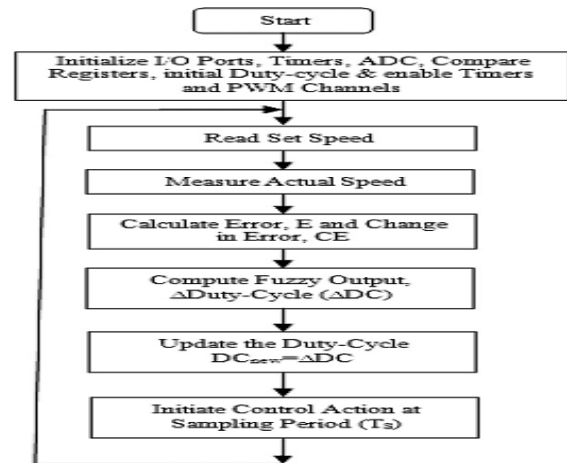 Start
Initialize I/O Ports, Timers, ADC, Compare
Registers, initial Duty-cycle & enable Timers
and PWM Channels
Read Set Speed
Measure Actual Speed
Calculate Error, E and Change
in Error, CE
Compute Fuzzy Output,
ΔDuty-Cycle (ΔDC)
Update the Duty-Cycle
DCnew=ΔDC
Initiate Control Action at
Sampling Period (TS)